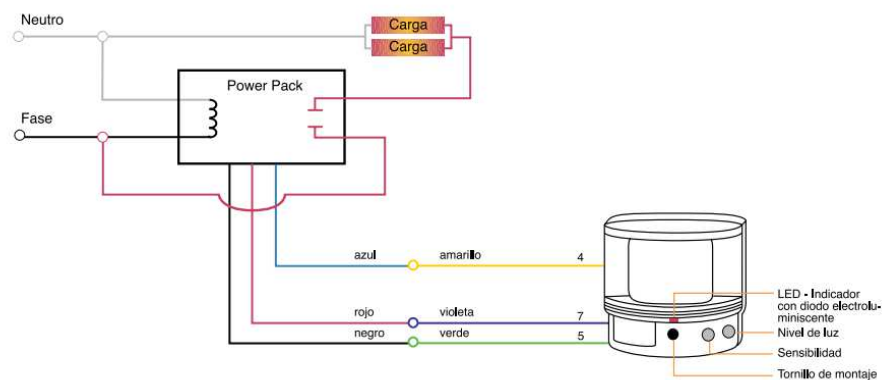 Neutro
Carga
Carga
Power Pack
Fase
azul
amarillo
4
rojo
violeta
7
negro
verde
5
LED - Indicador
con diodo electrolu-
miniscente
Nivel de luz
Sensibilidad
Tornillo de montaje